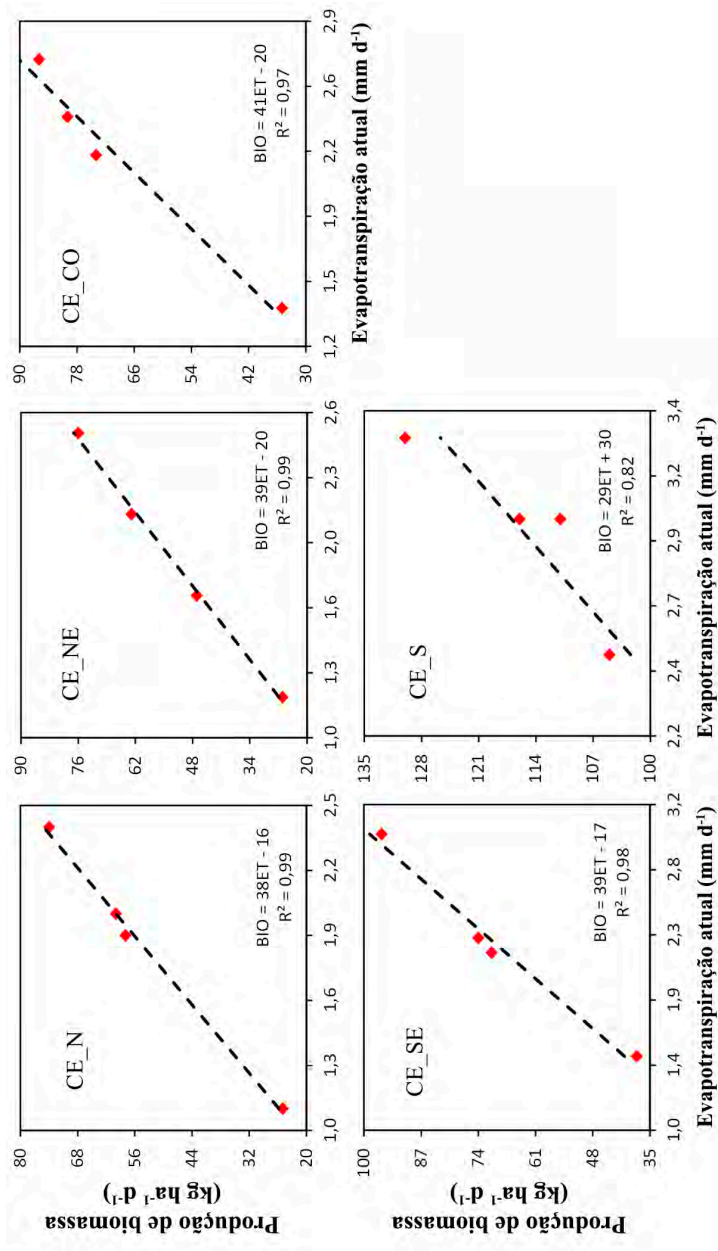 Produção de biomassa
(kg ha⁻¹ d⁻¹)
80
68
56
44
32
20
CE_N
BIO = 38ET - 16
R² = 0,99
1,0
1,3
1,6
1,9
2,2
2,5
90
76
62
48
34
20
CE_NE
BIO = 39ET - 20
R² = 0,99
1,0
1,3
1,6
2,0
2,3
2,6
90
78
66
54
42
30
CE_CO
BIO = 41ET - 20
R² = 0,97
1,2
1,5
1,9
2,2
2,6
2,9
Evapotranspiração atual (mm d⁻¹)
Produção de biomassa
(kg ha⁻¹ d⁻¹)
100
87
74
61
48
35
CE_SE
BIO = 39ET - 17
R² = 0,98
1,0
1,4
1,9
2,3
2,8
3,2
Evapotranspiração atual (mm d⁻¹)
135
128
121
114
107
100
CE_S
BIO = 29ET + 30
R² = 0,82
2,2
2,4
2,7
2,9
3,2
3,4
Evapotranspiração atual (mm d⁻¹)